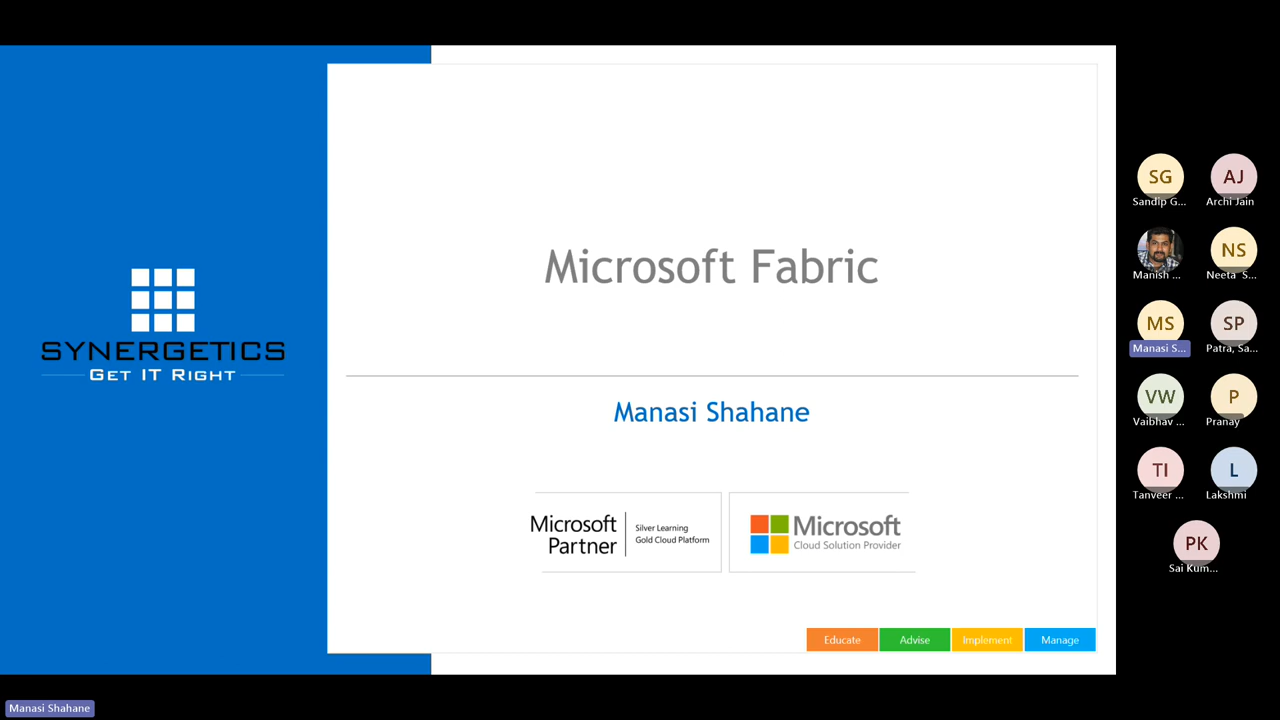 SYNERGETICS
GET IT RIGHT
Microsoft Fabric
Manasi Shahane
Microsoft
Partner
Silver Learning
Gold Cloud Platform
Microsoft
Cloud Solution Provider
Educate
Advise
Implement
Manage
SG
Sandip G...
AJ
Archi Jain
Manish ...
NS
Neeta S...
MS
Manasi S...
SP
Patra, Sa...
VW
Vaibhav ...
P
Pranay
TI
Tanveer ...
L
Lakshmi
PK
Sai Kum...
Manasi Shahane